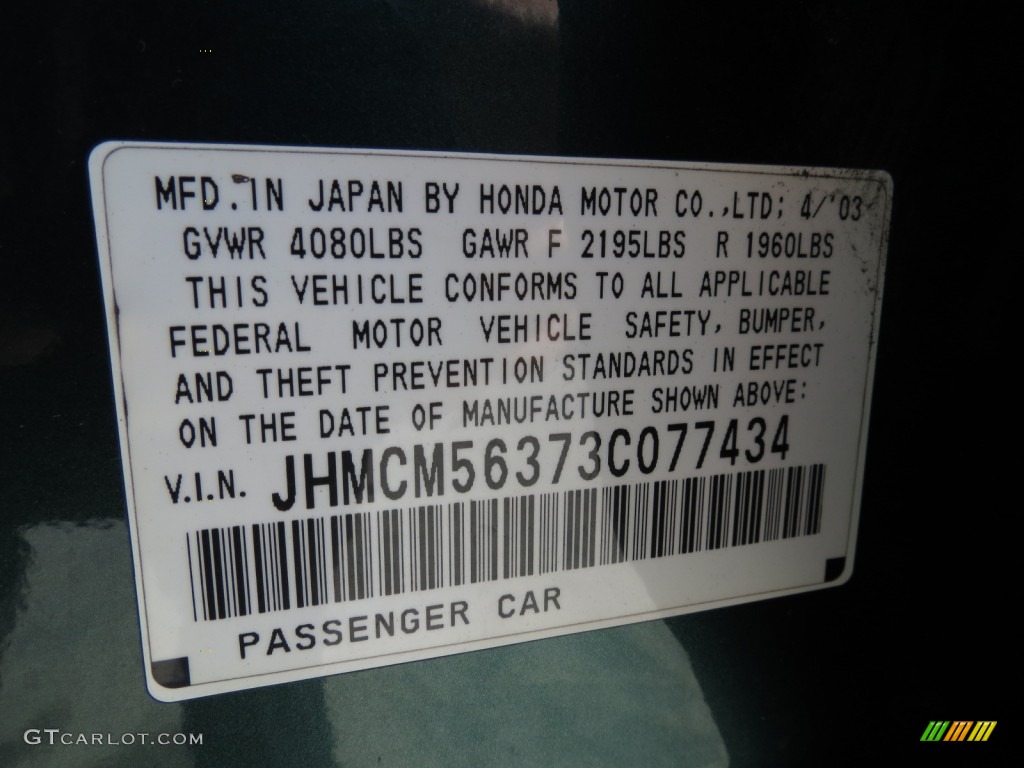 MFD. IN JAPAN BY HONDA MOTOR CO.,LTD; 4/'03
GVWR 4080LBS GAWR F 2195LBS R 1960LBS
THIS VEHICLE CONFORMS TO ALL APPLICABLE
FEDERAL MOTOR VEHICLE SAFETY, BUMPER,
AND THEFT PREVENTION STANDARDS IN EFFECT
ON THE DATE OF MANUFACTURE SHOWN ABOVE:
V.I.N. JHMCM56373C077434
PASSENGER CAR
GTCARLOT.COM